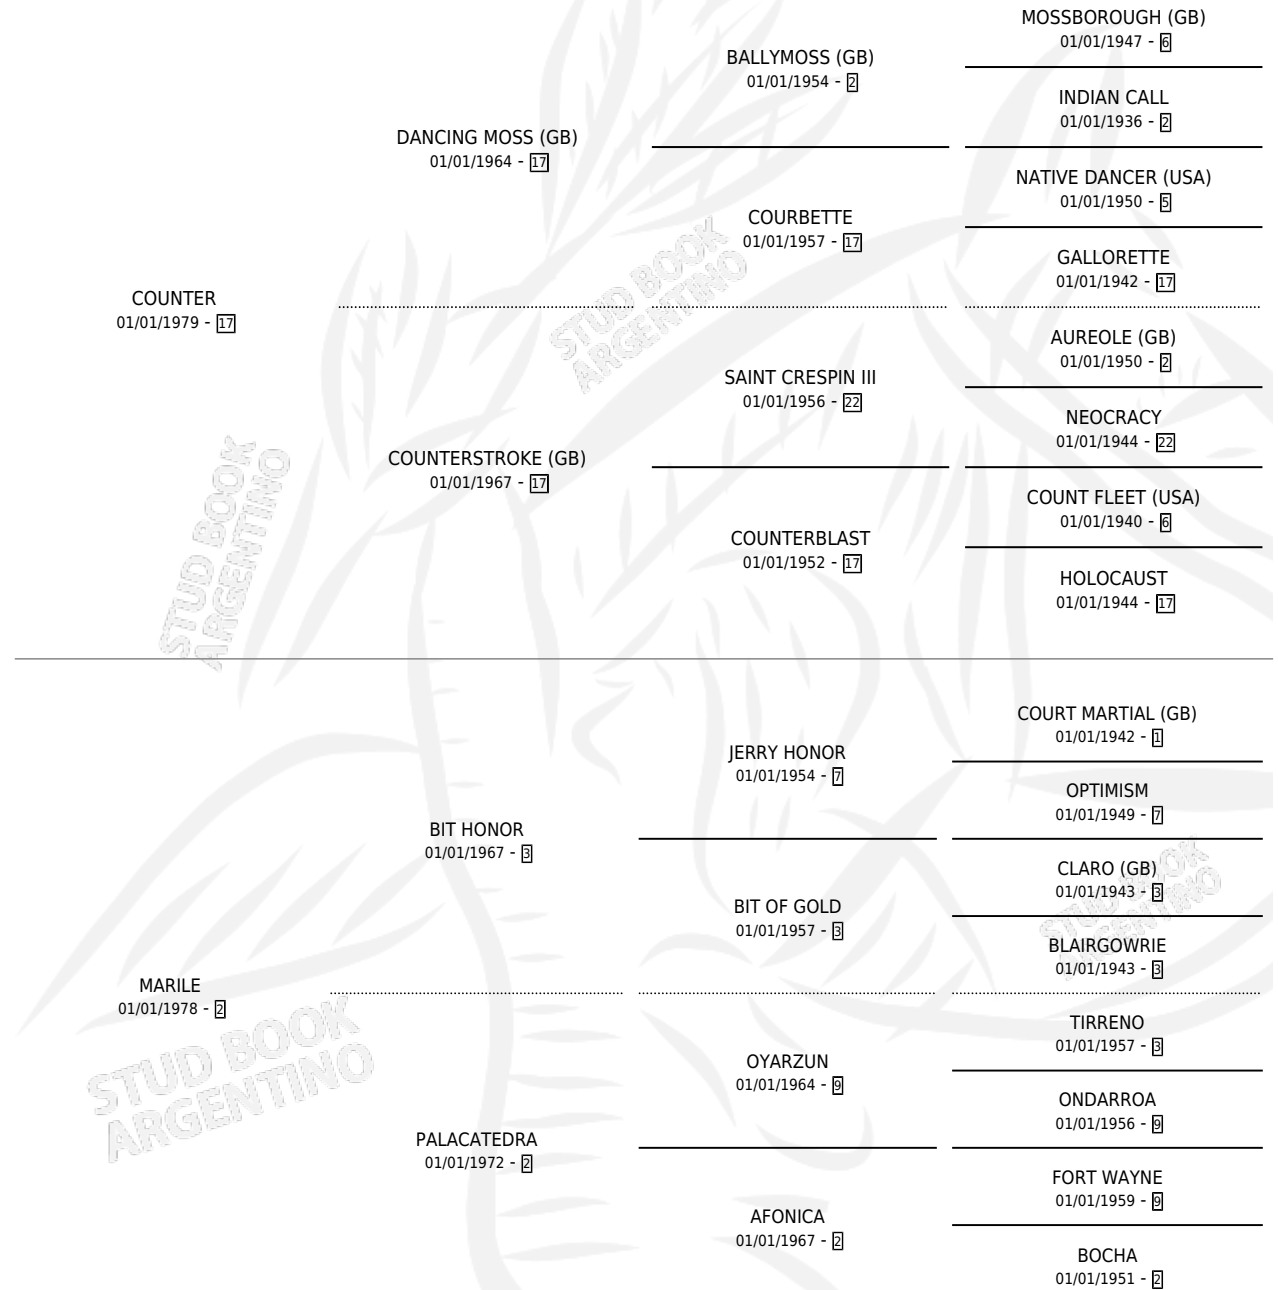 MOSSBOROUGH (GB)
01/01/1947 - 6
BALLYMOSS (GB)
01/01/1954 - 2
INDIAN CALL
01/01/1936 - 2
DANCING MOSS (GB)
01/01/1964 - 17
NATIVE DANCER (USA)
01/01/1950 - 5
COURBETTE
01/01/1957 - 17
GALLORETTE
01/01/1942 - 17
COUNTER
01/01/1979 - 17
AUREOLE (GB)
01/01/1950 - 2
SAINT CRESPIN III
01/01/1956 - 22
NEOCRACY
01/01/1944 - 22
COUNTERSTROKE (GB)
01/01/1967 - 17
COUNT FLEET (USA)
01/01/1940 - 6
COUNTERBLAST
01/01/1952 - 17
HOLOCAUST
01/01/1944 - 17
COURT MARTIAL (GB)
01/01/1942 - 1
JERRY HONOR
01/01/1954 - 7
OPTIMISM
01/01/1949 - 7
BIT HONOR
01/01/1967 - 3
CLARO (GB)
01/01/1943 - 3
BIT OF GOLD
01/01/1957 - 3
BLAIRGOWRIE
01/01/1943 - 3
MARILE
01/01/1978 - 2
TIRRENO
01/01/1957 - 3
OYARZUN
01/01/1964 - 9
ONDARROA
01/01/1956 - 9
PALACATEDRA
01/01/1972 - 2
FORT WAYNE
01/01/1959 - 9
AFONICA
01/01/1967 - 2
BOCHA
01/01/1951 - 2
STUD BOOK
ARGENTINO
STUD BOOK
ARGENTINO
STUD BOOK
ARGENTINO
STUD BOOK
ARGENTINO